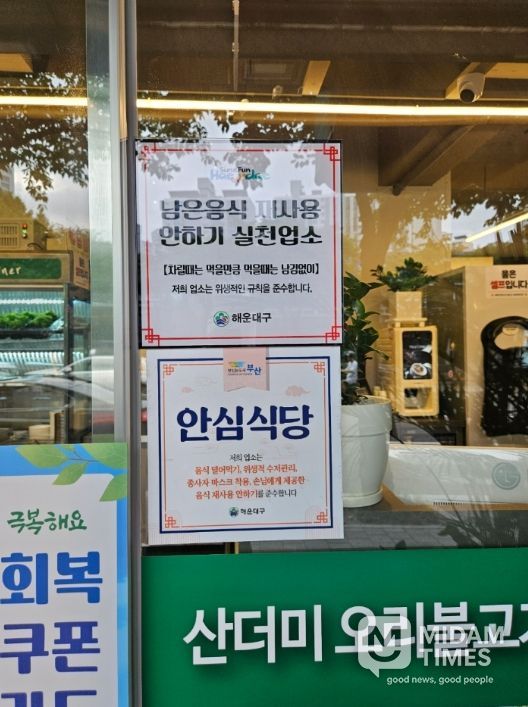 남은음식 재사용
안하기 실천업소
【차릴때는 먹을만큼 먹을때는 남김없이】
저희 업소는 위생적인 규칙을 준수합니다.
해운대구
부산
안심식당
저희 업소는
음식 덜어먹기, 위생적 수저관리,
종사자 마스크 착용, 손님에게 제공한
음식 재사용 안하기를 준수합니다
해운대구
물은
셀프입니다
극복해요
회복
쿠폰
산더미 오리불고기
MIDAM
TIMES
good news, good people